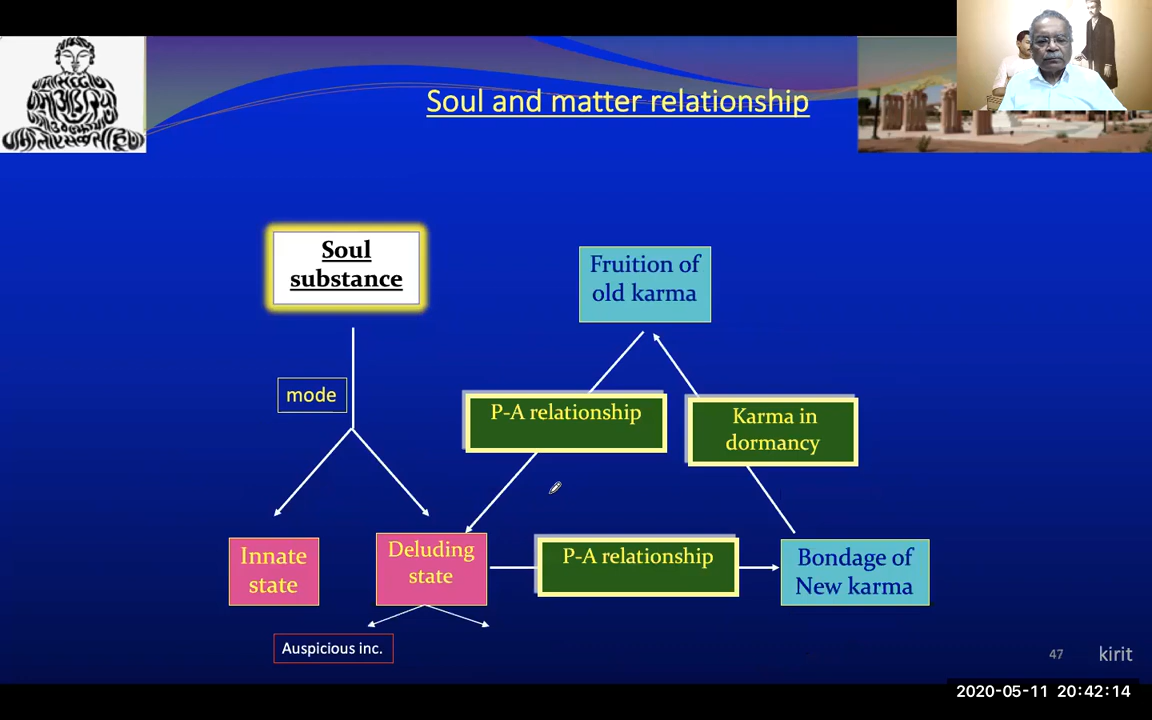 Soul and matter relationship
Soul
substance
Fruition of
old karma
mode
P-A relationship
Karma in
dormancy
Innate
state
Deluding
state
P-A relationship
Bondage of
New karma
Auspicious inc.
47
kirit
2020-05-11 20:42:14